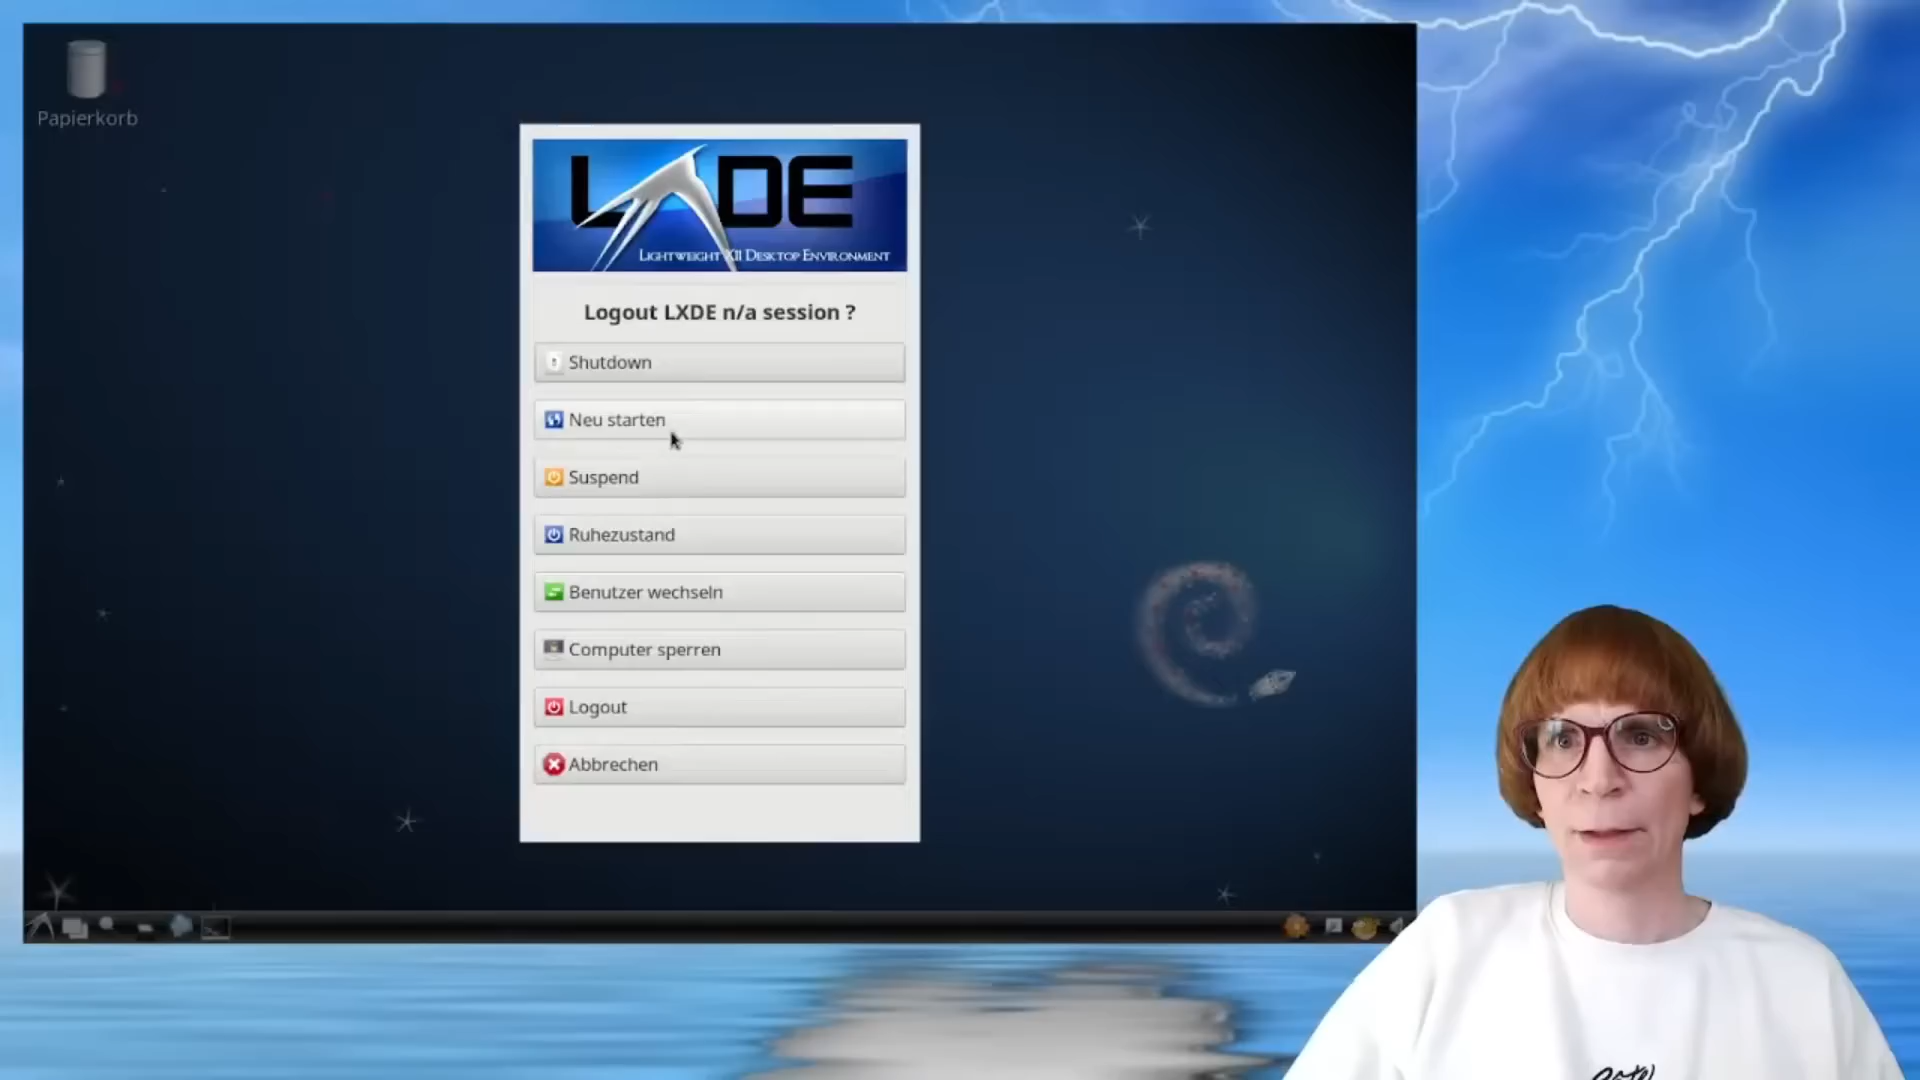 Papierkorb
LXDE
LIGHTWEIGHT X11 DESKTOP ENVIRONMENT
Logout LXDE n/a session ?
Shutdown
Neu starten
Suspend
Ruhezustand
Benutzer wechseln
Computer sperren
Logout
Abbrechen